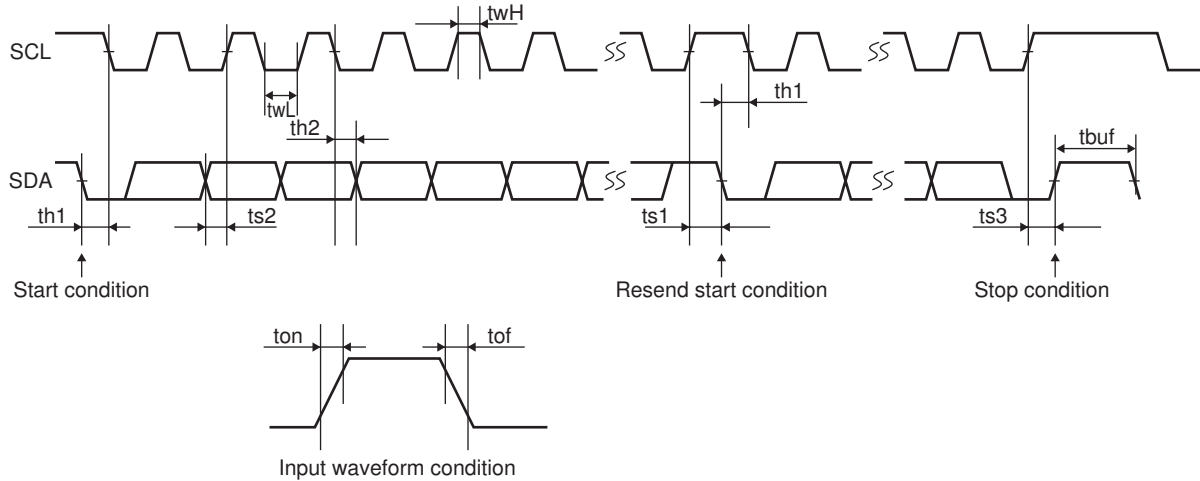 twH
SCL
th1
twL
th2
tbuf
SDA
th1
ts2
ts1
ts3
Start condition
Resend start condition
Stop condition
ton
tof
Input waveform condition